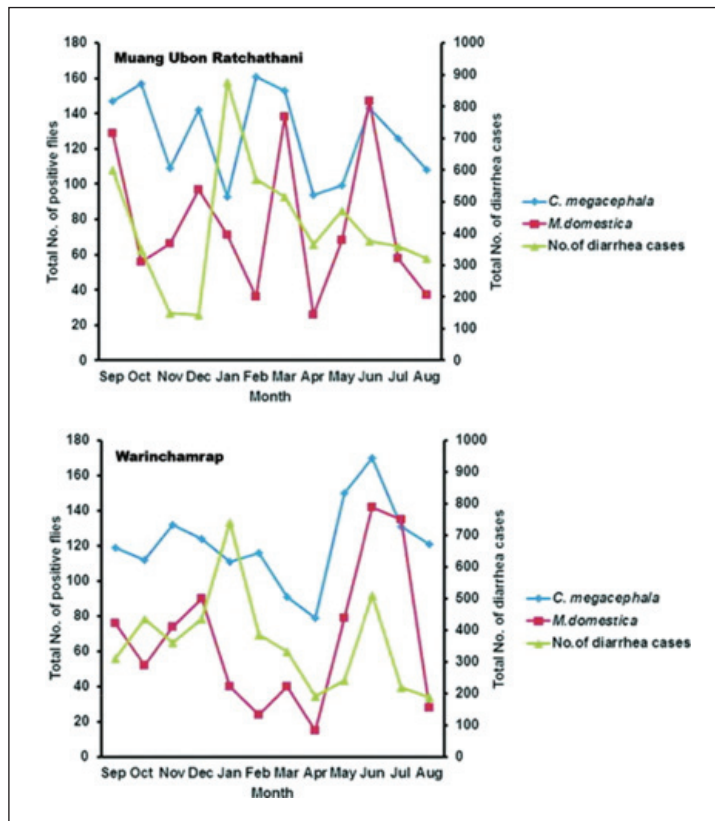 Muang Ubon Ratchathani
Total No. of positive flies
180
160
140
120
100
80
60
40
20
0
Sep Oct Nov Dec Jan Feb Mar Apr May Jun Jul Aug
Month
1000
900
800
700
600
500
400
300
200
100
0
Total No. of diarrhea cases
C. megacephala
M.domestica
No.of diarrhea cases
Warinchamrap
Total No. of positive flies
180
160
140
120
100
80
60
40
20
0
Sep Oct Nov Dec Jan Feb Mar Apr May Jun Jul Aug
Month
1000
900
800
700
600
500
400
300
200
100
0
Total No. of diarrhea cases
C. megacephala
M.domestica
No.of diarrhea cases